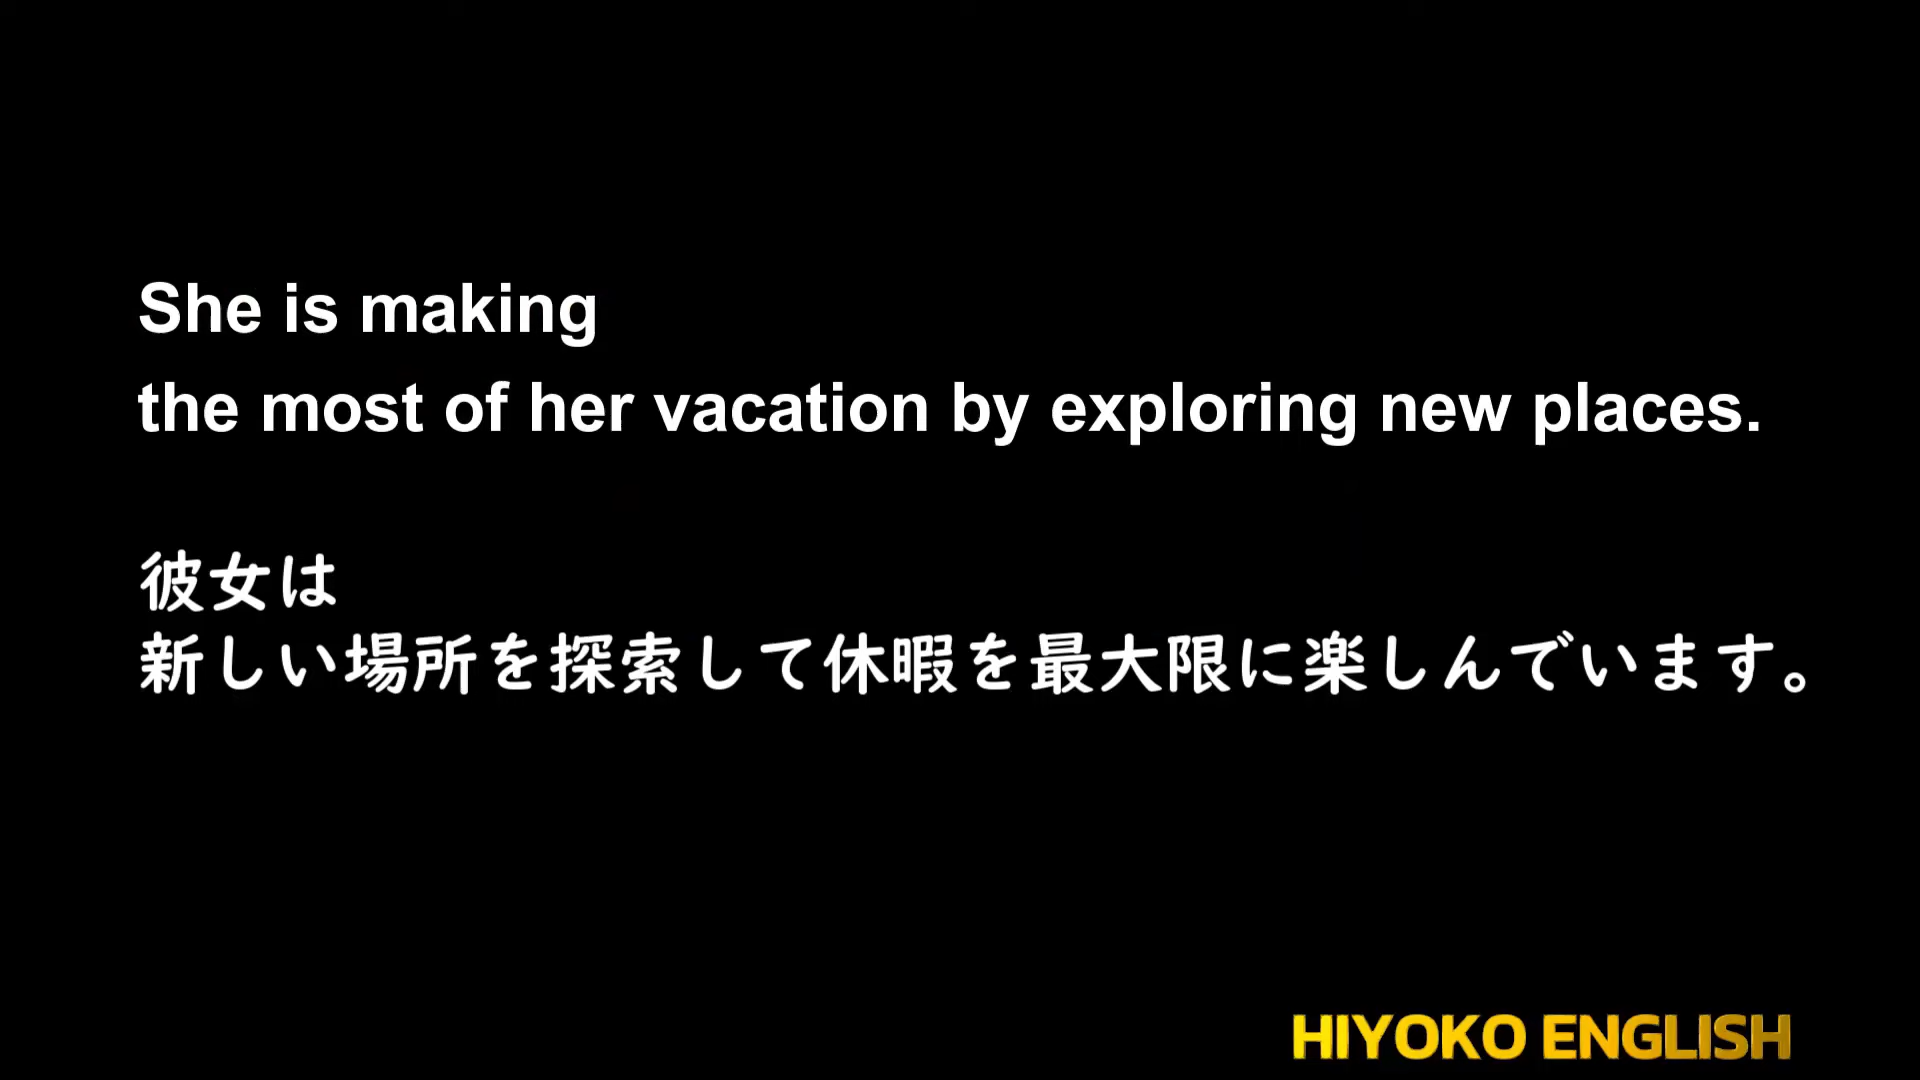 She is making
the most of her vacation by exploring new places.
彼女は
新しい場所を探索して休暇を最大限に楽しんでいます。
HIYOKO ENGLISH